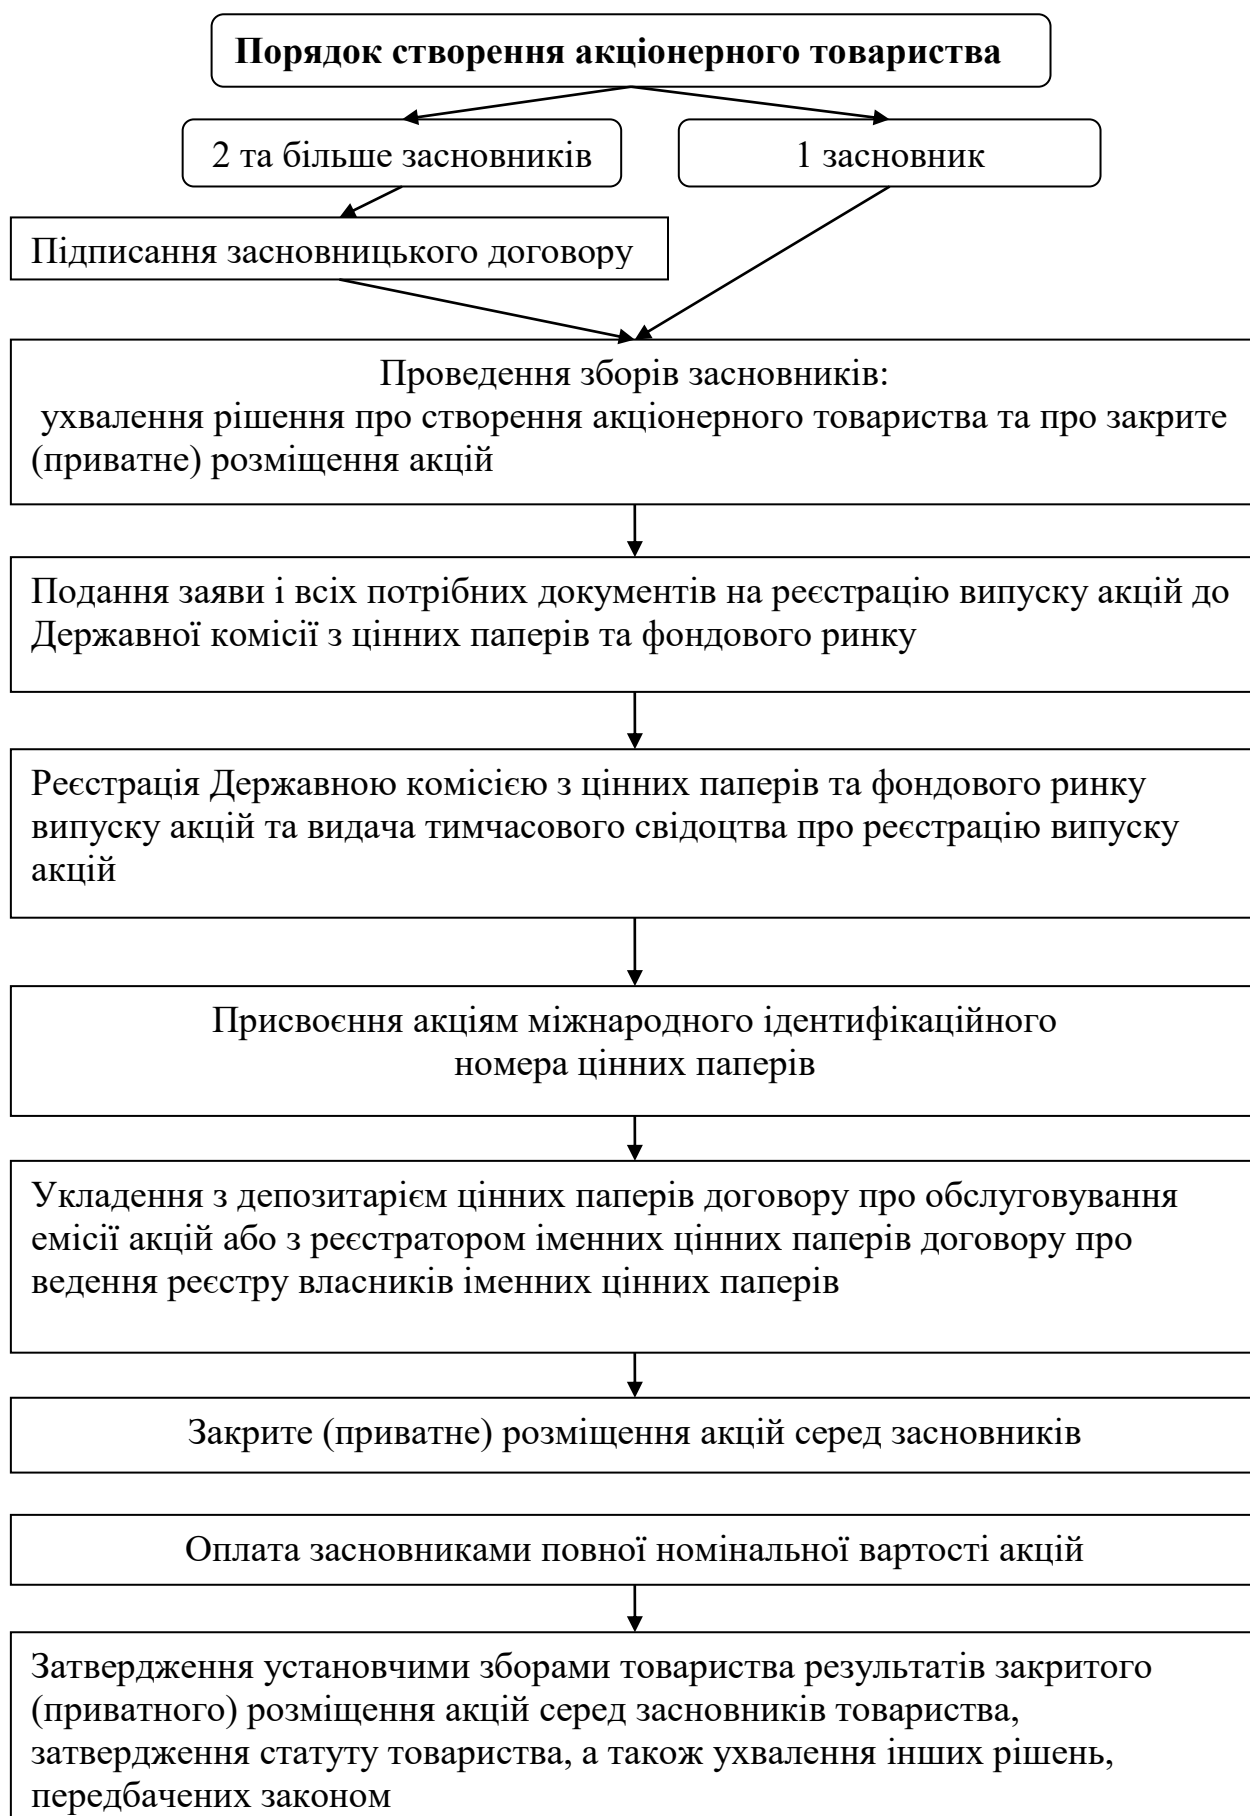 Порядок створення акціонерного товариства
2 та більше засновників
1 засновник
Підписання засновницького договору
Проведення зборів засновників:
ухвалення рішення про створення акціонерного товариства та про закрите
(приватне) розміщення акцій
Подання заяви і всіх потрібних документів на реєстрацію випуску акцій до
Державної комісії з цінних паперів та фондового ринку
Реєстрація Державною комісією з цінних паперів та фондового ринку
випуску акцій та видача тимчасового свідоцтва про реєстрацію випуску
акцій
Присвоєння акціям міжнародного ідентифікаційного
номера цінних паперів
Укладення з депозитарієм цінних паперів договору про обслуговування
емісії акцій або з реєстратором іменних цінних паперів договору про
ведення реєстру власників іменних цінних паперів
Закрите (приватне) розміщення акцій серед засновників
Оплата засновниками повної номінальної вартості акцій
Затвердження установчими зборами товариства результатів закритого
(приватного) розміщення акцій серед засновників товариства,
затвердження статуту товариства, а також ухвалення інших рішень,
передбачених законом